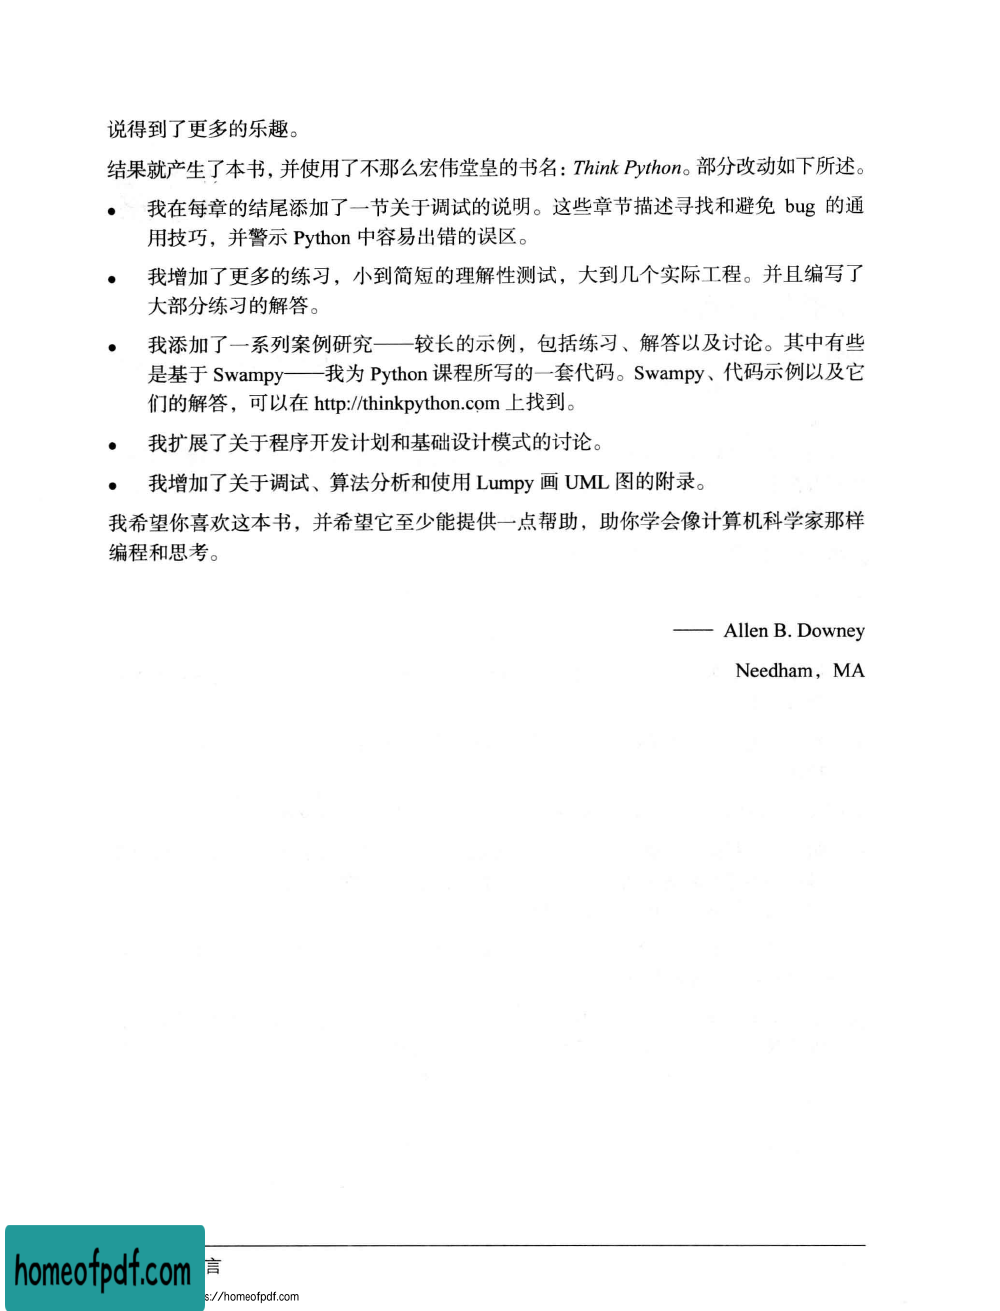 说得到了更多的乐趣。
结果就产生了本书，并使用了不那么宏伟堂皇的书名：Think Python。部分改动如下所述。
● 我在每章的结尾添加了一节关于调试的说明。这些章节描述寻找和避免 bug 的通
用技巧，并警示 Python 中容易出错的误区。
● 我增加了更多的练习，小到简短的理解性测试，大到几个实际工程。并且编写了
大部分练习的解答。
● 我添加了一系列案例研究——较长的示例，包括练习、解答以及讨论。其中有些
是基于 Swampy——我为 Python 课程所写的一套代码。Swampy、代码示例以及它
们的解答，可以在 http://thinkpython.com 上找到。
● 我扩展了关于程序开发计划和基础设计模式的讨论。
● 我增加了关于调试、算法分析和使用 Lumpy 画 UML 图的附录。
我希望你喜欢这本书，并希望它至少能提供一点帮助，助你学会像计算机科学家那样
编程和思考。
—— Allen B. Downey
Needham，MA
homeofpdf.com
言
s://homeofpdf.com